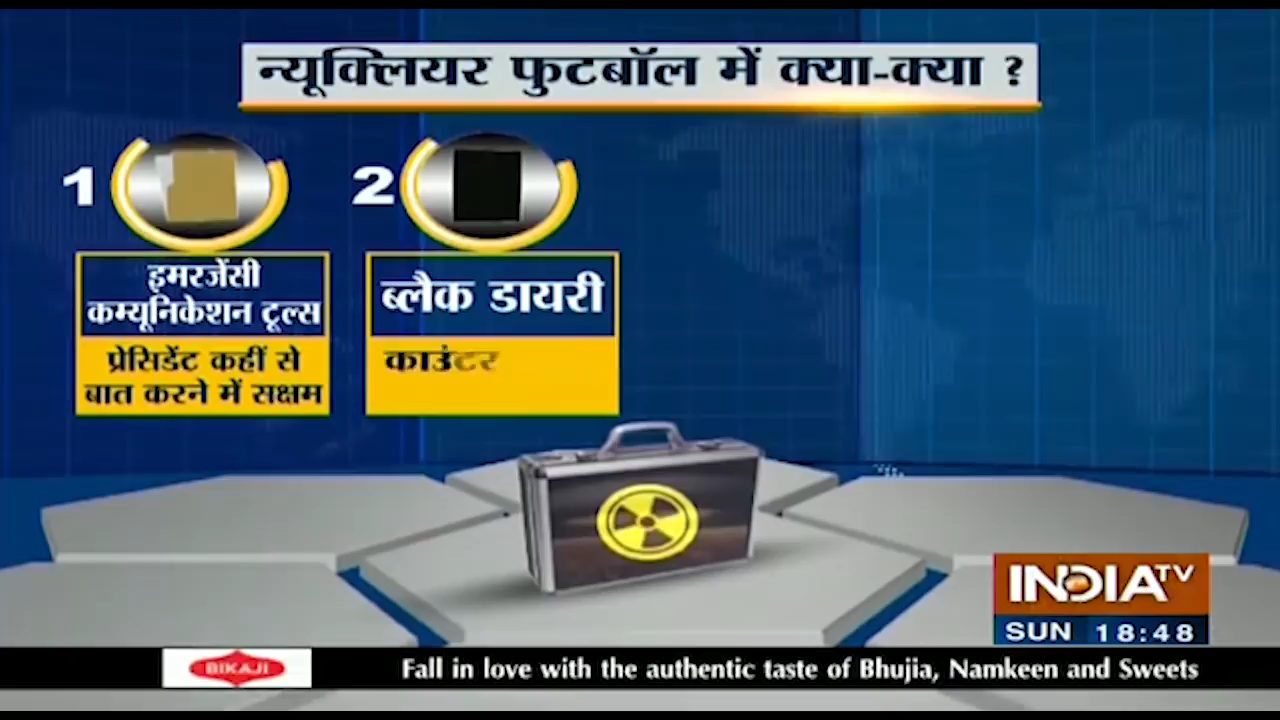 न्यूक्लियर फुटबॉल में क्या-क्या ?
1
इमरजेंसी
कम्यूनिकेशन टूल्स
प्रेसिडेंट कहीं से
बात करने में सक्षम
2
ब्लैक डायरी
काउंटर
INDIA TV
SUN 18:48
BIKAJI
Fall in love with the authentic taste of Bhujia, Namkeen and Sweets